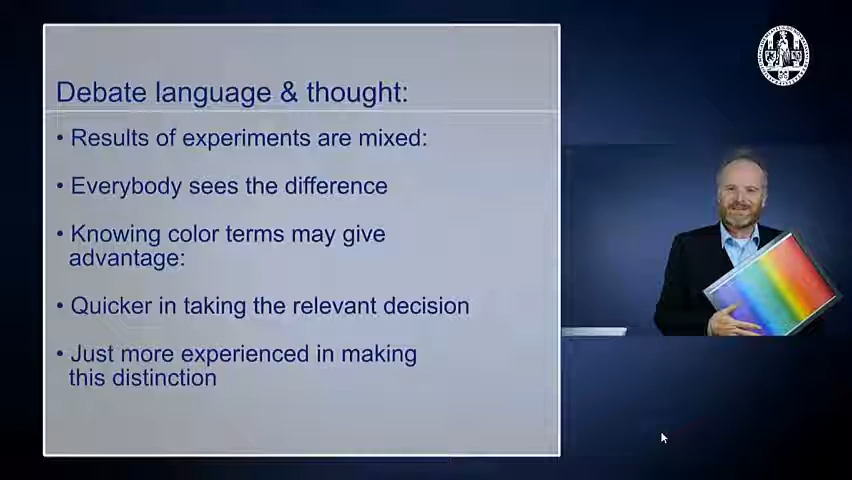 Debate language & thought:
• Results of experiments are mixed:
• Everybody sees the difference
• Knowing color terms may give
advantage:
• Quicker in taking the relevant decision
• Just more experienced in making
this distinction